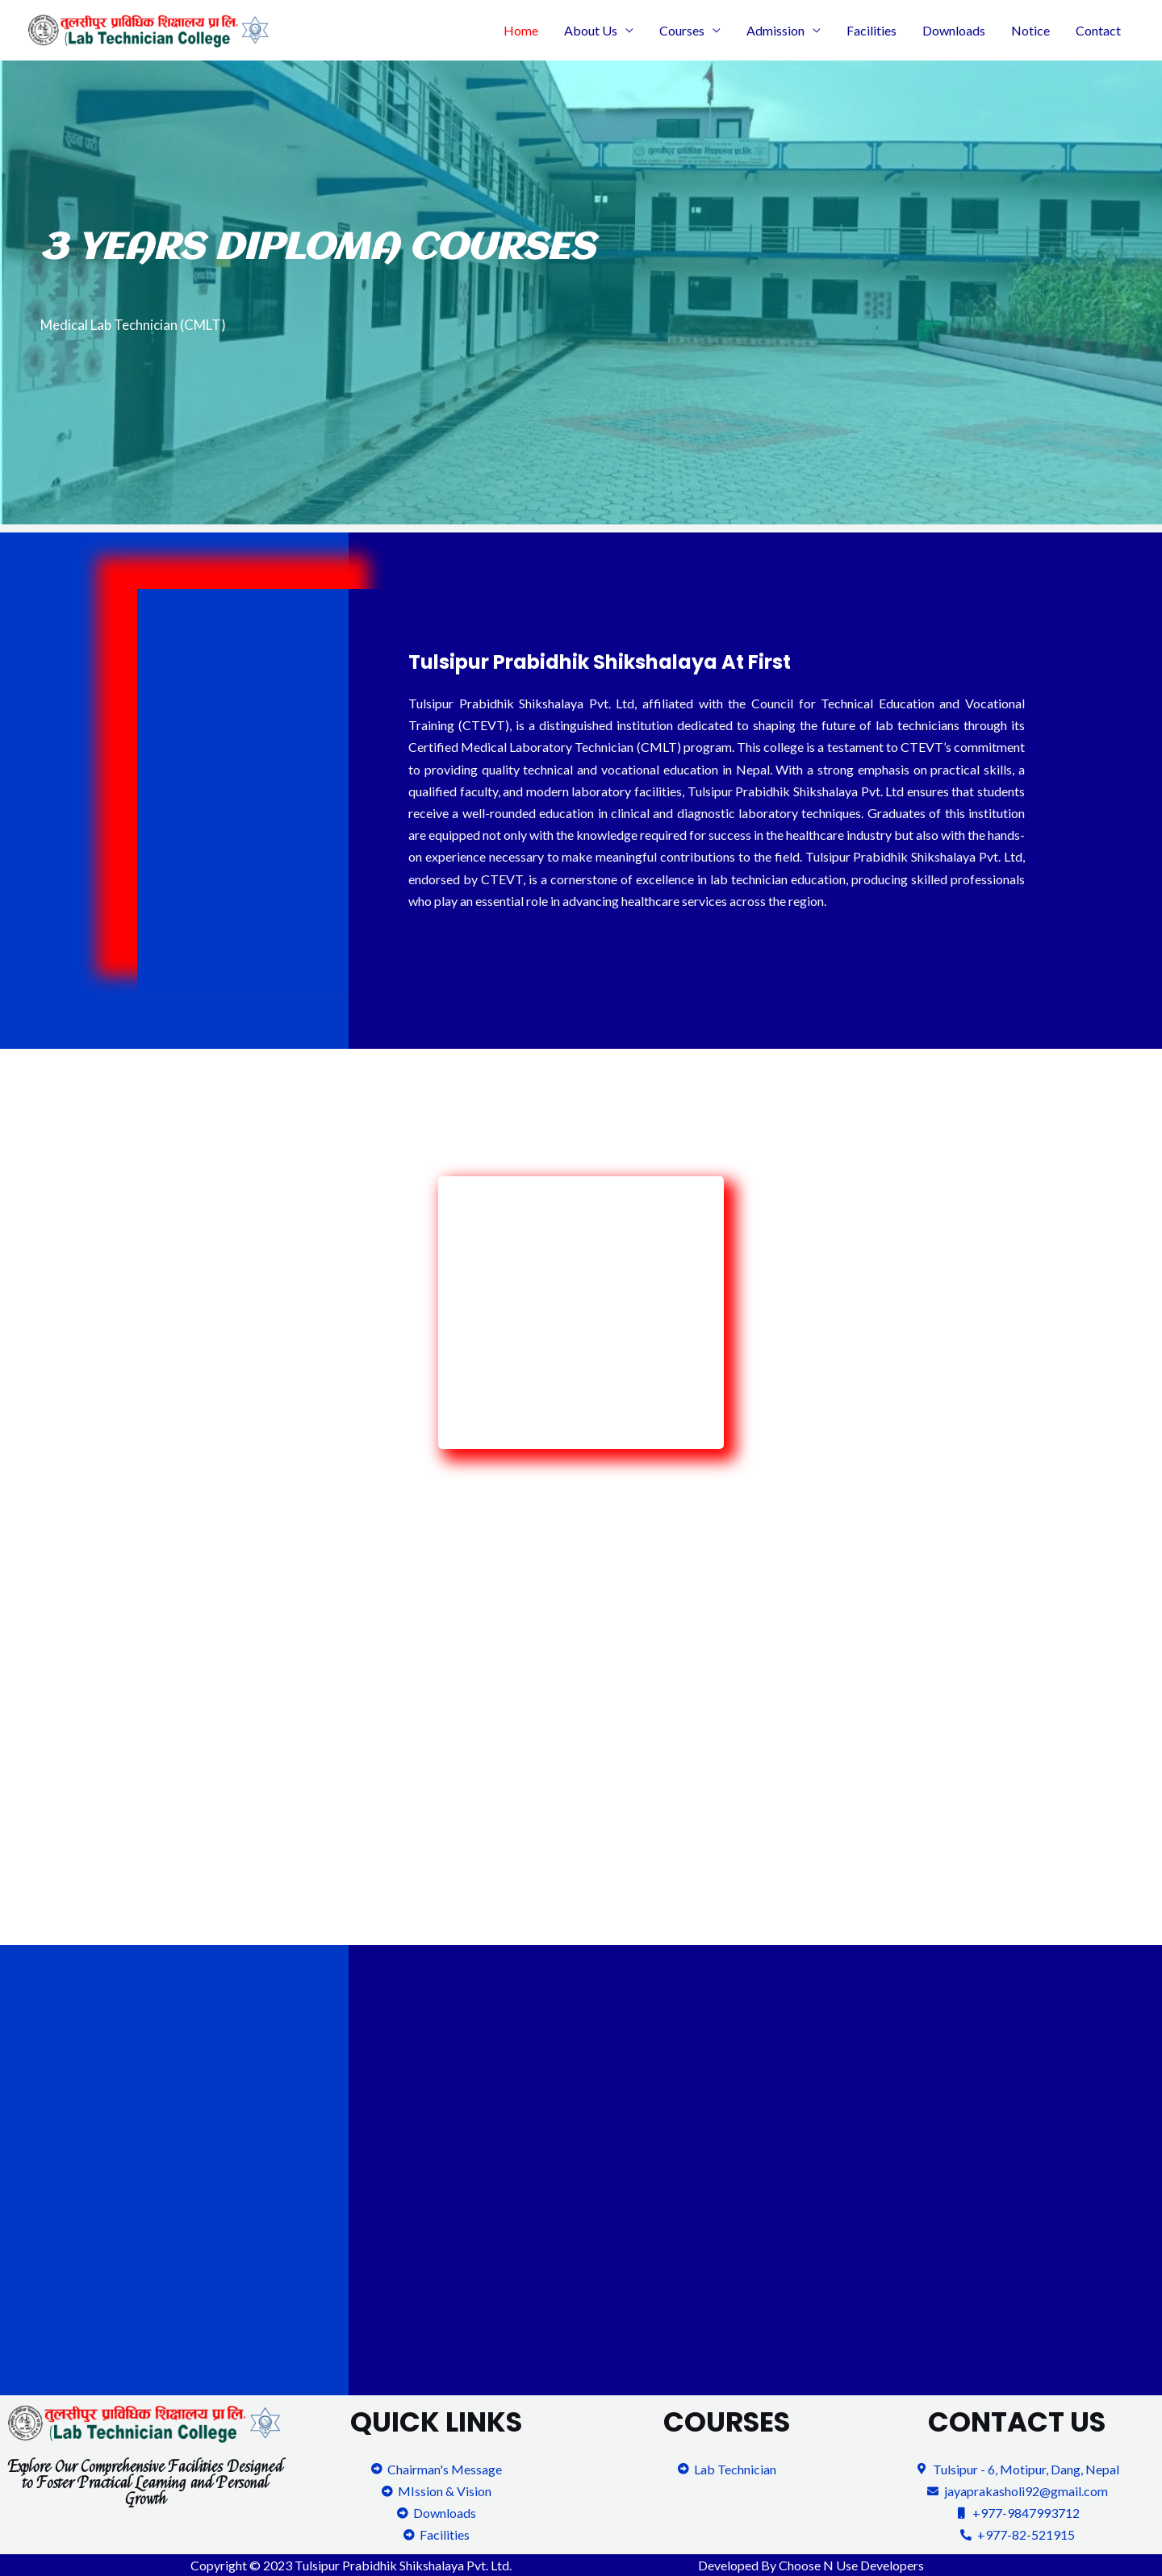 तुलसीपुर प्राविधिक शिक्षालय प्रा लि.
(Lab Technician College)
Home
About Us
Courses
Admission
Facilities
Downloads
Notice
Contact
तुलसीपुर प्राविधिक शिक्षालय प्रा.लि.
सूचना पाटी
3 YEARS DIPLOMA COURSES
Medical Lab Technician (CMLT)
Tulsipur Prabidhik Shikshalaya At First
Tulsipur Prabidhik Shikshalaya Pvt. Ltd, affiliated with the Council for Technical Education and Vocational
Training (CTEVT), is a distinguished institution dedicated to shaping the future of lab technicians through its
Certified Medical Laboratory Technician (CMLT) program. This college is a testament to CTEVT’s commitment
to providing quality technical and vocational education in Nepal. With a strong emphasis on practical skills, a
qualified faculty, and modern laboratory facilities, Tulsipur Prabidhik Shikshalaya Pvt. Ltd ensures that students
receive a well-rounded education in clinical and diagnostic laboratory techniques. Graduates of this institution
are equipped not only with the knowledge required for success in the healthcare industry but also with the hands-
on experience necessary to make meaningful contributions to the field. Tulsipur Prabidhik Shikshalaya Pvt. Ltd,
endorsed by CTEVT, is a cornerstone of excellence in lab technician education, producing skilled professionals
who play an essential role in advancing healthcare services across the region.
तुलसीपुर प्राविधिक शिक्षालय प्रा लि.
(Lab Technician College)
Explore Our Comprehensive Facilities Designed
to Foster Practical Learning and Personal
Growth
QUICK LINKS
Chairman's Message
MIssion & Vision
Downloads
Facilities
COURSES
Lab Technician
CONTACT US
Tulsipur - 6, Motipur, Dang, Nepal
jayaprakasholi92@gmail.com
+977-9847993712
+977-82-521915
Copyright © 2023 Tulsipur Prabidhik Shikshalaya Pvt. Ltd.
Developed By Choose N Use Developers